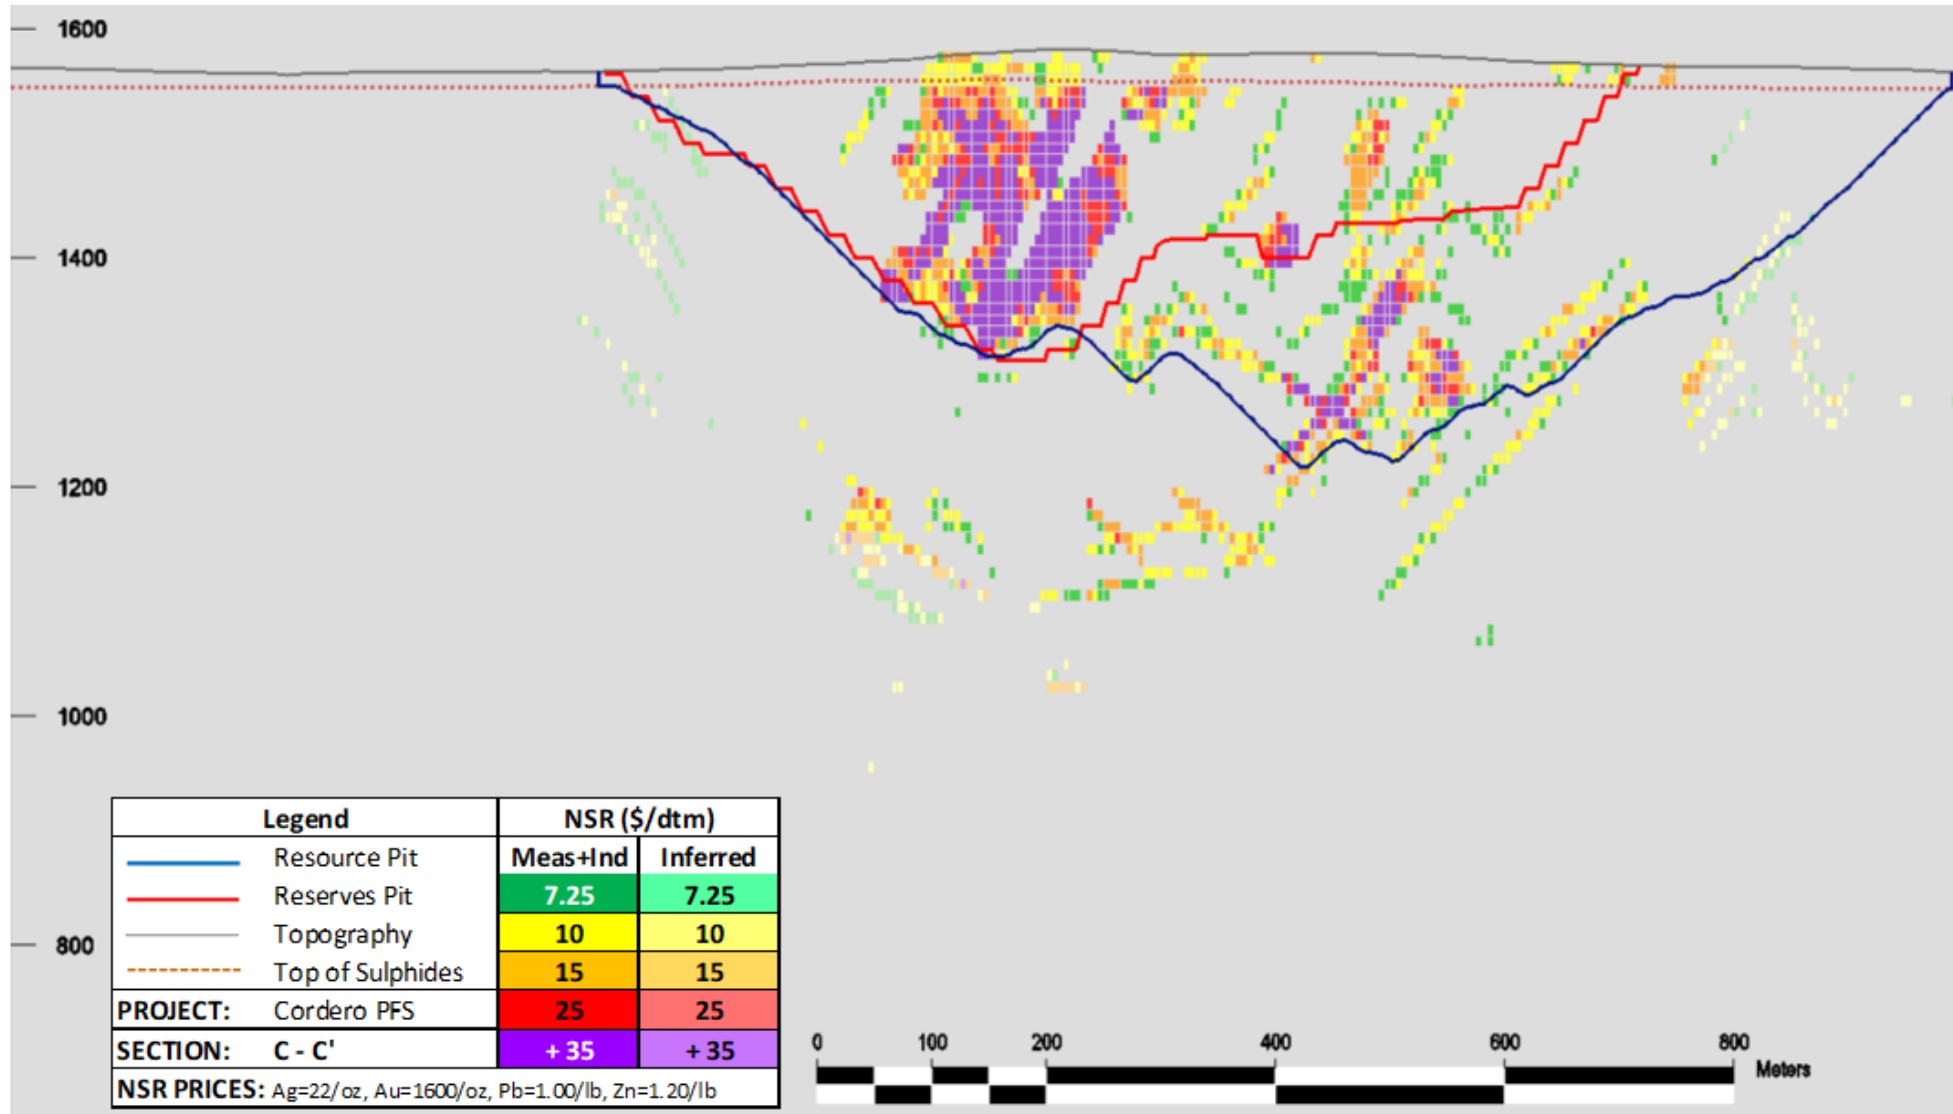 1600
1400
1200
1000
800
Legend NSR ($/dtm)
Resource Pit Meas+Ind Inferred
Reserves Pit 7.25 7.25
Topography 10 10
Top of Sulphides 15 15
PROJECT: Cordero PFS 25 25
SECTION: C - C' +35 +35
NSR PRICES: Ag=22/oz, Au=1600/oz, Pb=1.00/lb, Zn=1.20/lb
0 100 200 400 600 800
Meters